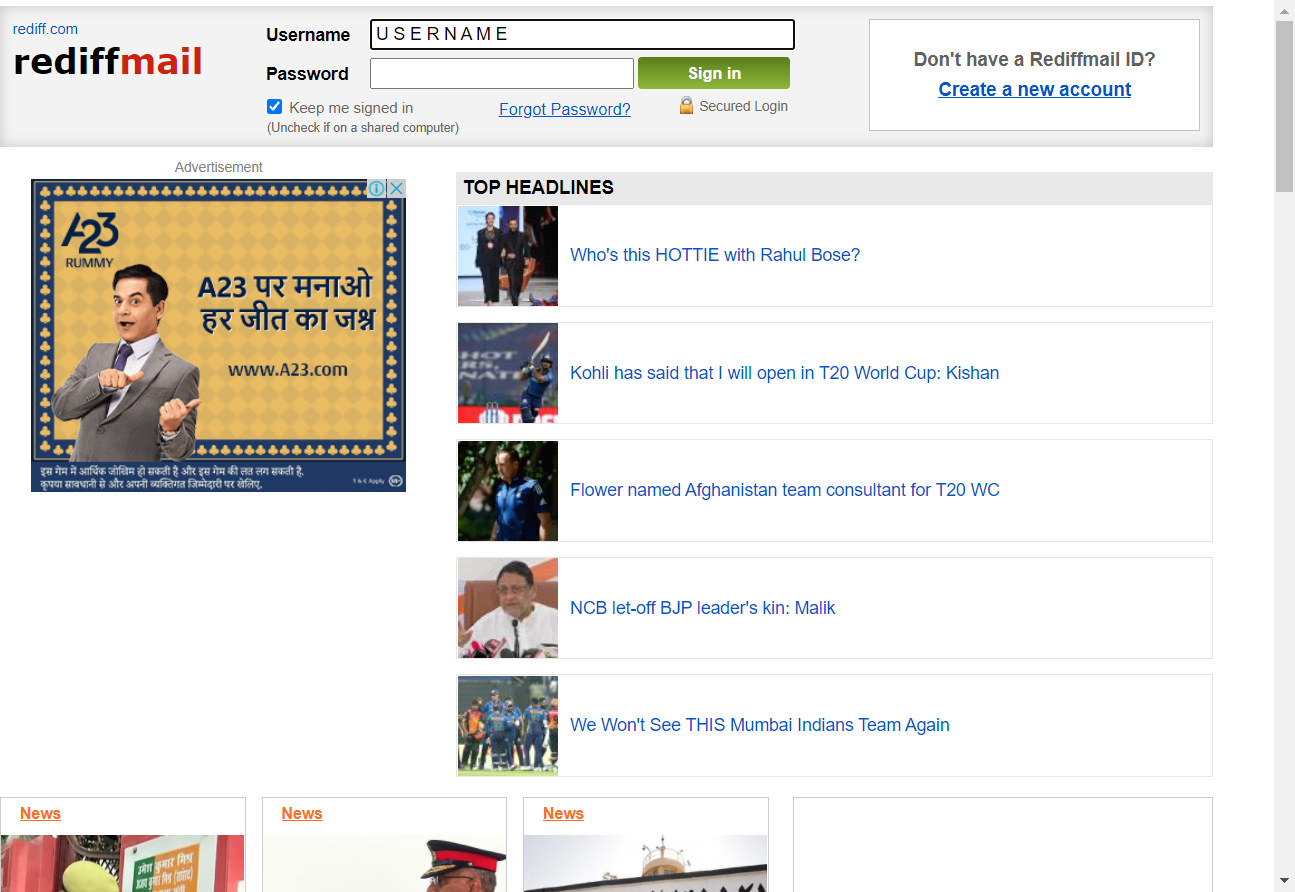 rediff.com
rediffmail
Username
USERNAME
Password
Sign in
Keep me signed in
(Uncheck if on a shared computer)
Forgot Password?
Secured Login
Don't have a Rediffmail ID?
Create a new account
Advertisement
A23
RUMMY
A23 पर मनाओ
हर जीत का जश्न
www.A23.com
इस गेम में आर्थिक जोखिम हो सकती है और इस गेम की लत लग सकती है.
कृपया सावधानी से और अपनी व्यक्तिगत जिम्मेदारी पर खेलिए.
T & C Apply
18+
TOP HEADLINES
Who's this HOTTIE with Rahul Bose?
Kohli has said that I will open in T20 World Cup: Kishan
Flower named Afghanistan team consultant for T20 WC
NCB let-off BJP leader's kin: Malik
We Won't See THIS Mumbai Indians Team Again
News
News
News
उमेश कुमार मिश्र